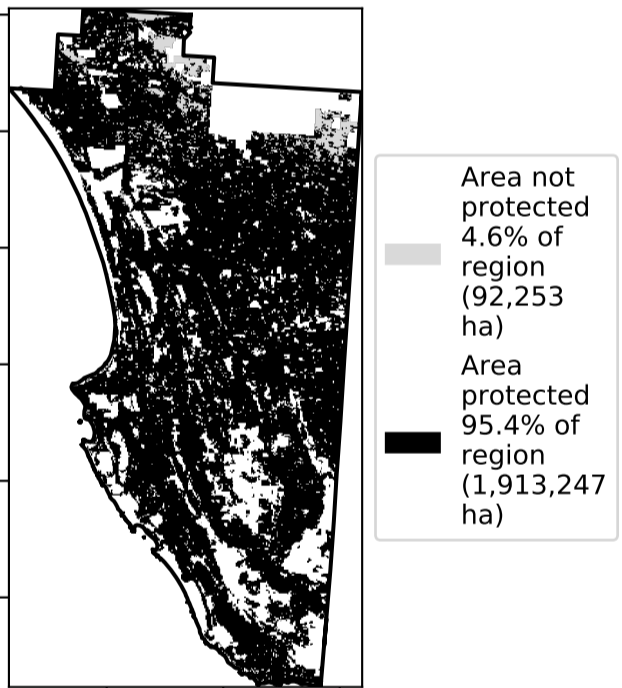 Area not
protected
4.6% of
region
(92,253
ha)
Area
protected
95.4% of
region
(1,913,247
ha)